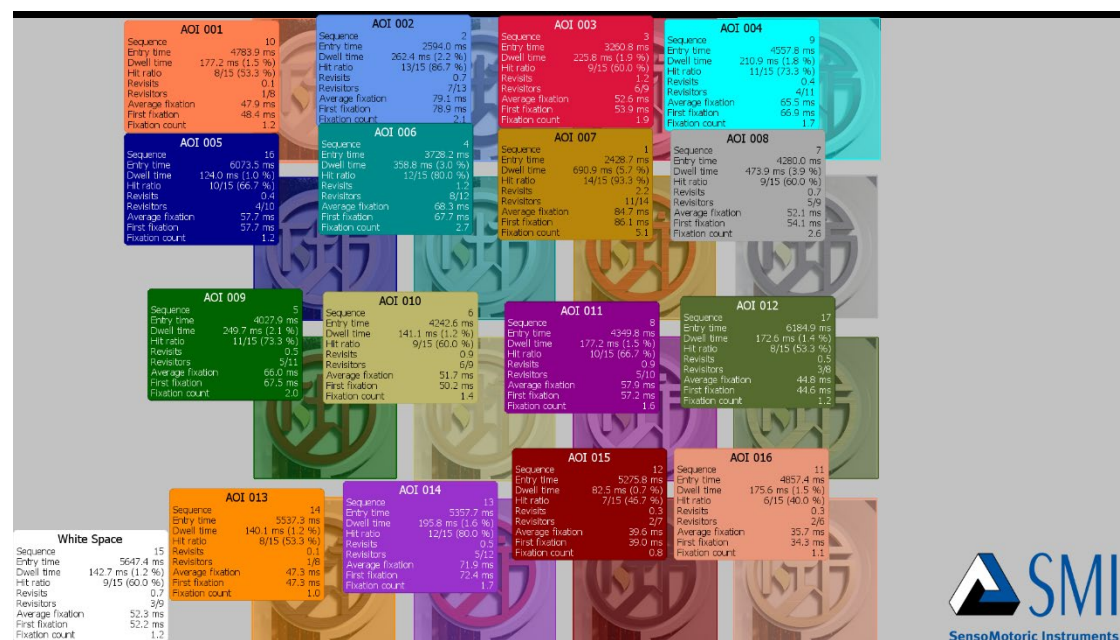 AOI 001
Sequence 10
Entry time 4783.9 ms
Dwell time 177.2 ms (1.5 %)
Hit ratio 8/15 (53.3 %)
Revisits 0.1
Revisitors 1/8
Average fixation 47.9 ms
First fixation 48.4 ms
Fixation count 1.2
AOI 002
Sequence 2
Entry time 2594.0 ms
Dwell time 262.4 ms (2.2 %)
Hit ratio 13/15 (86.7 %)
Revisits 0.7
Revisitors 7/13
Average fixation 79.1 ms
First fixation 78.9 ms
Fixation count 2.1
AOI 003
Sequence 3
Entry time 3260.8 ms
Dwell time 225.8 ms (1.9 %)
Hit ratio 9/15 (60.0 %)
Revisits 1.2
Revisitors 6/9
Average fixation 52.6 ms
First fixation 53.9 ms
Fixation count 1.9
AOI 004
Sequence 9
Entry time 4557.8 ms
Dwell time 210.9 ms (1.8 %)
Hit ratio 11/15 (73.3 %)
Revisits 0.4
Revisitors 4/11
Average fixation 65.5 ms
First fixation 66.9 ms
Fixation count 1.7
AOI 005
Sequence 16
Entry time 6073.5 ms
Dwell time 124.0 ms (1.0 %)
Hit ratio 10/15 (66.7 %)
Revisits 0.4
Revisitors 4/10
Average fixation 57.7 ms
First fixation 57.7 ms
Fixation count 1.2
AOI 006
Sequence 4
Entry time 3728.2 ms
Dwell time 358.8 ms (3.0 %)
Hit ratio 12/15 (80.0 %)
Revisits 1.2
Revisitors 8/12
Average fixation 68.3 ms
First fixation 67.7 ms
Fixation count 2.7
AOI 007
Sequence 1
Entry time 2428.7 ms
Dwell time 690.9 ms (5.7 %)
Hit ratio 14/15 (93.3 %)
Revisits 2.2
Revisitors 11/14
Average fixation 84.7 ms
First fixation 86.1 ms
Fixation count 5.1
AOI 008
Sequence 7
Entry time 4280.0 ms
Dwell time 473.9 ms (3.9 %)
Hit ratio 9/15 (60.0 %)
Revisits 0.7
Revisitors 5/9
Average fixation 52.1 ms
First fixation 54.1 ms
Fixation count 2.6
AOI 009
Sequence 5
Entry time 4027.9 ms
Dwell time 249.7 ms (2.1 %)
Hit ratio 11/15 (73.3 %)
Revisits 0.5
Revisitors 5/11
Average fixation 66.0 ms
First fixation 67.5 ms
Fixation count 2.0
AOI 010
Sequence 6
Entry time 4242.6 ms
Dwell time 141.1 ms (1.2 %)
Hit ratio 9/15 (60.0 %)
Revisits 0.9
Revisitors 6/9
Average fixation 51.7 ms
First fixation 50.2 ms
Fixation count 1.4
AOI 011
Sequence 8
Entry time 4349.8 ms
Dwell time 177.2 ms (1.5 %)
Hit ratio 10/15 (66.7 %)
Revisits 0.9
Revisitors 5/10
Average fixation 57.9 ms
First fixation 57.2 ms
Fixation count 1.6
AOI 012
Sequence 17
Entry time 6184.9 ms
Dwell time 172.6 ms (1.4 %)
Hit ratio 8/15 (53.3 %)
Revisits 0.5
Revisitors 3/8
Average fixation 44.8 ms
First fixation 44.6 ms
Fixation count 1.2
AOI 013
Sequence 14
Entry time 5537.3 ms
Dwell time 140.1 ms (1.2 %)
Hit ratio 8/15 (53.3 %)
Revisits 0.1
Revisitors 1/8
Average fixation 47.3 ms
First fixation 47.3 ms
Fixation count 1.0
AOI 014
Sequence 13
Entry time 5357.7 ms
Dwell time 195.8 ms (1.6 %)
Hit ratio 12/15 (80.0 %)
Revisits 0.5
Revisitors 5/12
Average fixation 71.9 ms
First fixation 72.4 ms
Fixation count 1.7
AOI 015
Sequence 12
Entry time 5275.8 ms
Dwell time 82.5 ms (0.7 %)
Hit ratio 7/15 (46.7 %)
Revisits 0.3
Revisitors 2/7
Average fixation 39.6 ms
First fixation 39.0 ms
Fixation count 0.8
AOI 016
Sequence 11
Entry time 4857.4 ms
Dwell time 175.6 ms (1.5 %)
Hit ratio 6/15 (40.0 %)
Revisits 0.3
Revisitors 2/6
Average fixation 35.7 ms
First fixation 34.3 ms
Fixation count 1.1
White Space
Sequence 15
Entry time 5647.4 ms
Dwell time 142.7 ms (1.2 %)
Hit ratio 9/15 (60.0 %)
Revisits 0.7
Revisitors 3/9
Average fixation 52.3 ms
First fixation 52.2 ms
Fixation count 1.2
SMI
SensoMotoric Instruments